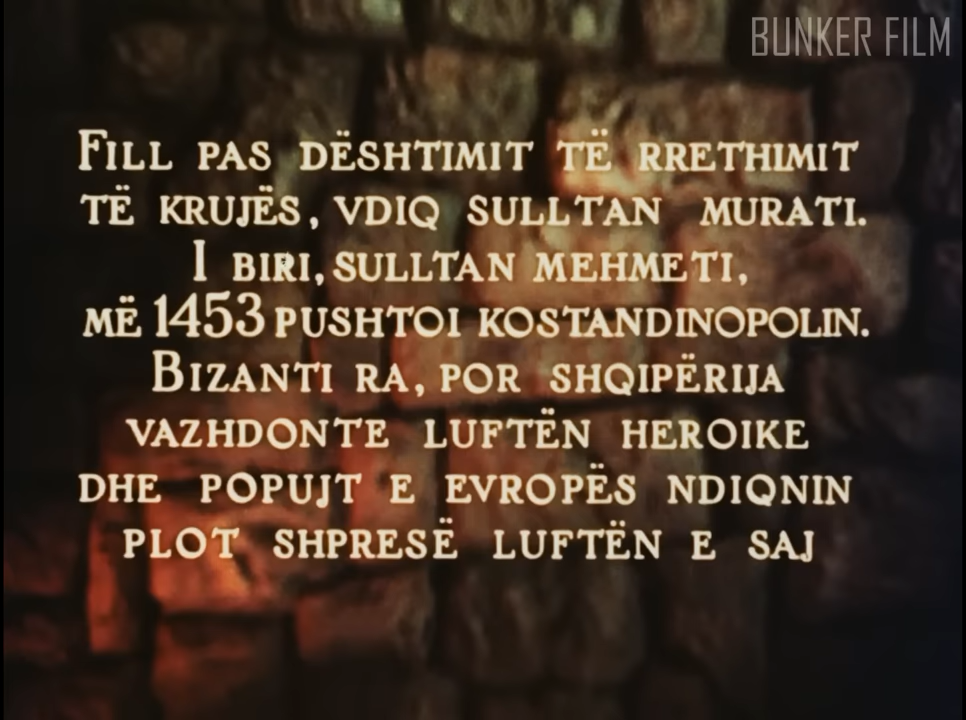 BUNKER FILM
FILL PAS DËSHTIMIT TË RRETHIMIT
TË KRUJËS, VDIQ SULLTAN MURATI.
I BIRI, SULLTAN MEHMETI,
MË 1453 PUSHTOI KOSTANDINOPOLIN.
BIZANTI RA, POR SHQIPËRIJA
VAZHDONTE LUFTËN HEROIKE
DHE POPUJT E EVROPËS NDIQNIN
PLOT SHPRESË LUFTËN E SAJ